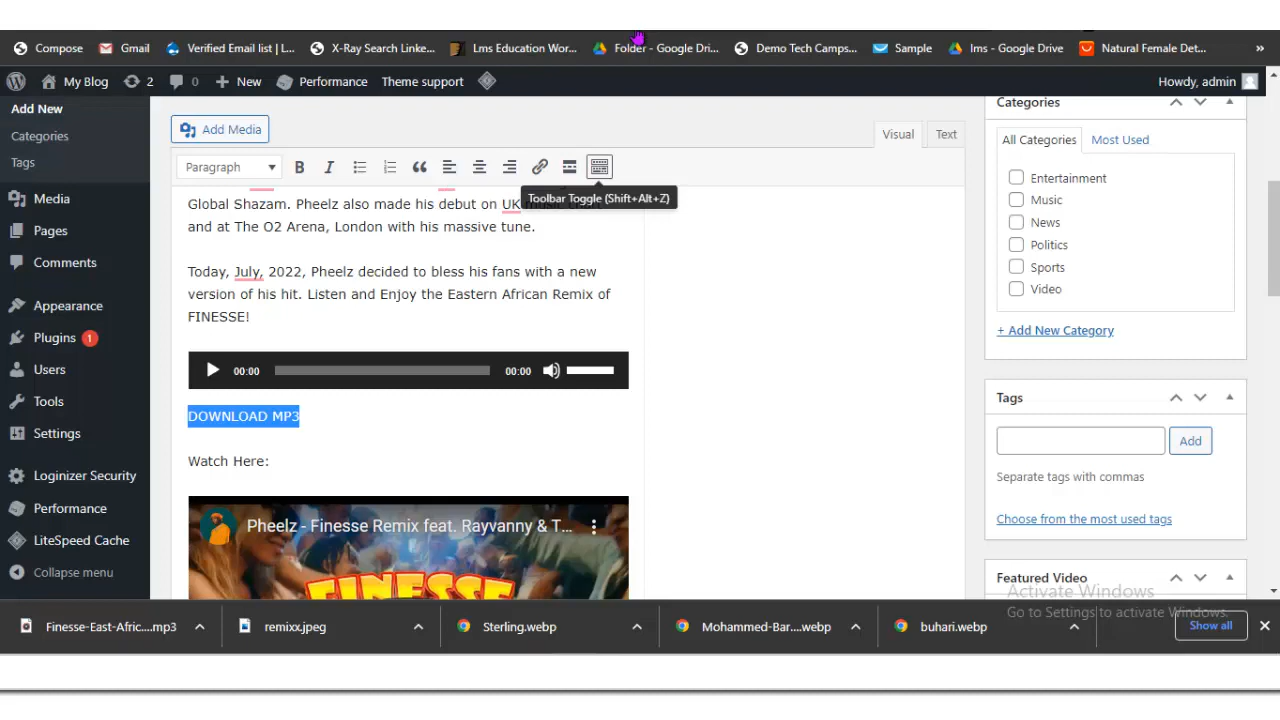 Compose Gmail Verified Email list | L... X-Ray Search Linke... Lms Education Wor... Folder - Google Dri... Demo Tech Camps... Sample lms - Google Drive Natural Female Det... »
My Blog 2 0 + New Performance Theme support Howdy, admin
Add New
Categories
Tags
Media
Pages
Comments
Appearance
Plugins 1
Users
Tools
Settings
Loginizer Security
Performance
LiteSpeed Cache
Collapse menu
Add Media
Visual Text
Paragraph B I
Toolbar Toggle (Shift+Alt+Z)
Global Shazam. Pheelz also made his debut on UK
and at The O2 Arena, London with his massive tune.
Today, July, 2022, Pheelz decided to bless his fans with a new
version of his hit. Listen and Enjoy the Eastern African Remix of
FINESSE!
00:00 00:00
DOWNLOAD MP3
Watch Here:
Pheelz - Finesse Remix feat. Rayvanny & T...
FINESSE
Categories
All Categories Most Used
Entertainment
Music
News
Politics
Sports
Video
+ Add New Category
Tags
Add
Separate tags with commas
Choose from the most used tags
Featured Video
Activate Windows
Go to Settings to activate Windows.
Finesse-East-Afric....mp3 remixx.jpeg Sterling.webp Mohammed-Bar....webp buhari.webp Show all